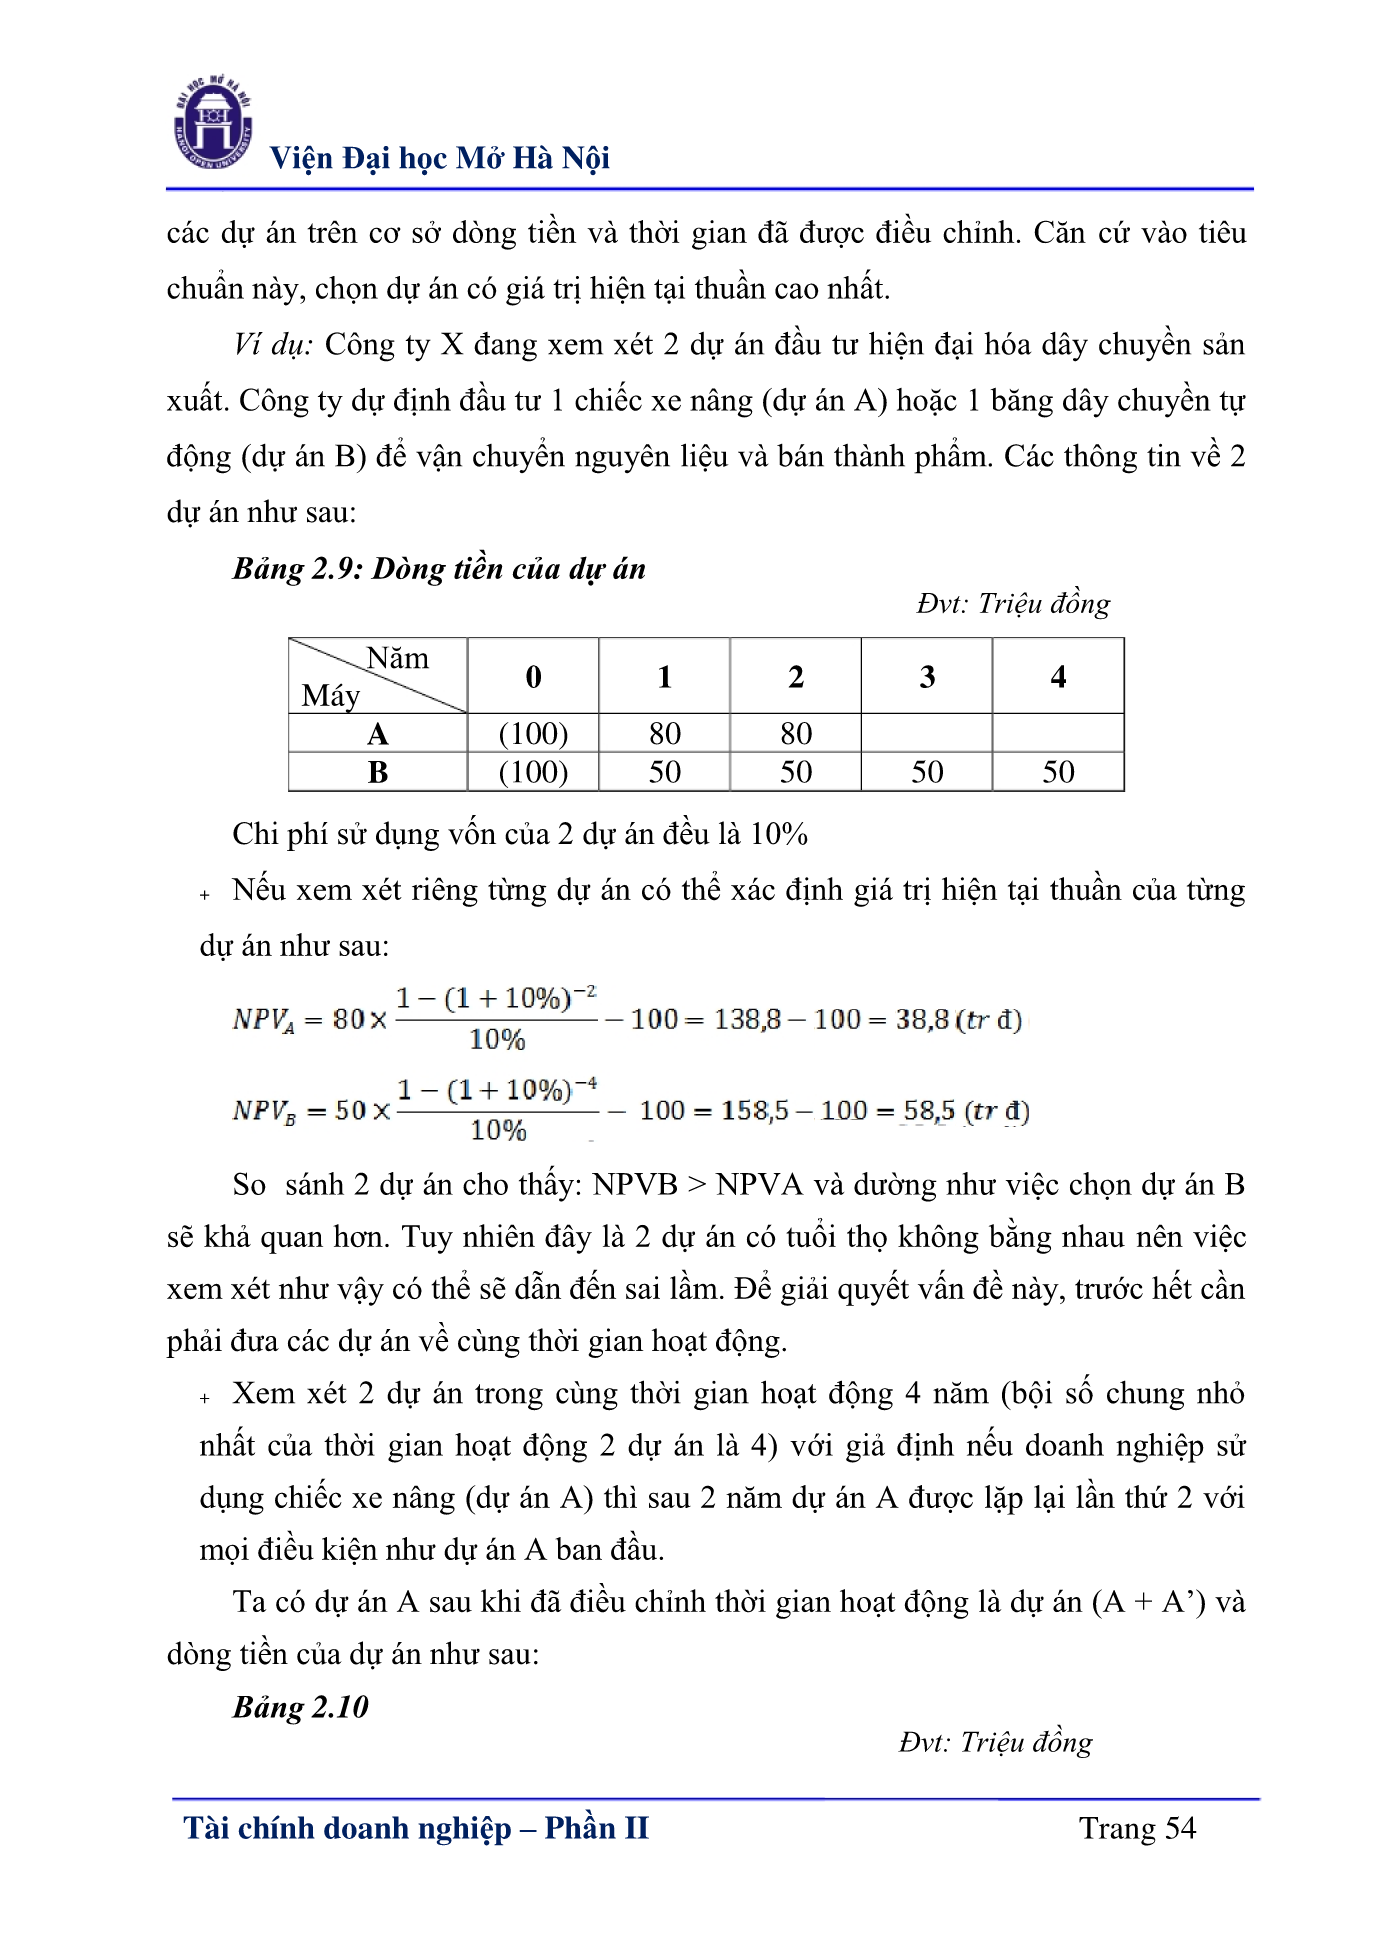 ĐẠI HỌC MỞ HÀ NỘI
HANOI OPEN UNIVERSITY
Viện Đại học Mở Hà Nội
các dự án trên cơ sở dòng tiền và thời gian đã được điều chỉnh. Căn cứ vào tiêu
chuẩn này, chọn dự án có giá trị hiện tại thuần cao nhất.
Ví dụ: Công ty X đang xem xét 2 dự án đầu tư hiện đại hóa dây chuyền sản
xuất. Công ty dự định đầu tư 1 chiếc xe nâng (dự án A) hoặc 1 băng dây chuyền tự
động (dự án B) để vận chuyển nguyên liệu và bán thành phẩm. Các thông tin về 2
dự án như sau:
Bảng 2.9: Dòng tiền của dự án
Đvt: Triệu đồng
Năm
Máy 0 1 2 3 4
A (100) 80 80
B (100) 50 50 50 50
Chi phí sử dụng vốn của 2 dự án đều là 10%
+ Nếu xem xét riêng từng dự án có thể xác định giá trị hiện tại thuần của từng
dự án như sau:
NPV_A = 80 × (1 − (1 + 10%)^−2) / 10% − 100 = 138,8 − 100 = 38,8 (tr đ)
NPV_B = 50 × (1 − (1 + 10%)^−4) / 10% − 100 = 158,5 − 100 = 58,5 (tr đ)
So sánh 2 dự án cho thấy: NPVB > NPVA và dường như việc chọn dự án B
sẽ khả quan hơn. Tuy nhiên đây là 2 dự án có tuổi thọ không bằng nhau nên việc
xem xét như vậy có thể sẽ dẫn đến sai lầm. Để giải quyết vấn đề này, trước hết cần
phải đưa các dự án về cùng thời gian hoạt động.
+ Xem xét 2 dự án trong cùng thời gian hoạt động 4 năm (bội số chung nhỏ
nhất của thời gian hoạt động 2 dự án là 4) với giả định nếu doanh nghiệp sử
dụng chiếc xe nâng (dự án A) thì sau 2 năm dự án A được lặp lại lần thứ 2 với
mọi điều kiện như dự án A ban đầu.
Ta có dự án A sau khi đã điều chỉnh thời gian hoạt động là dự án (A + A’) và
dòng tiền của dự án như sau:
Bảng 2.10
Đvt: Triệu đồng
Tài chính doanh nghiệp – Phần II Trang 54